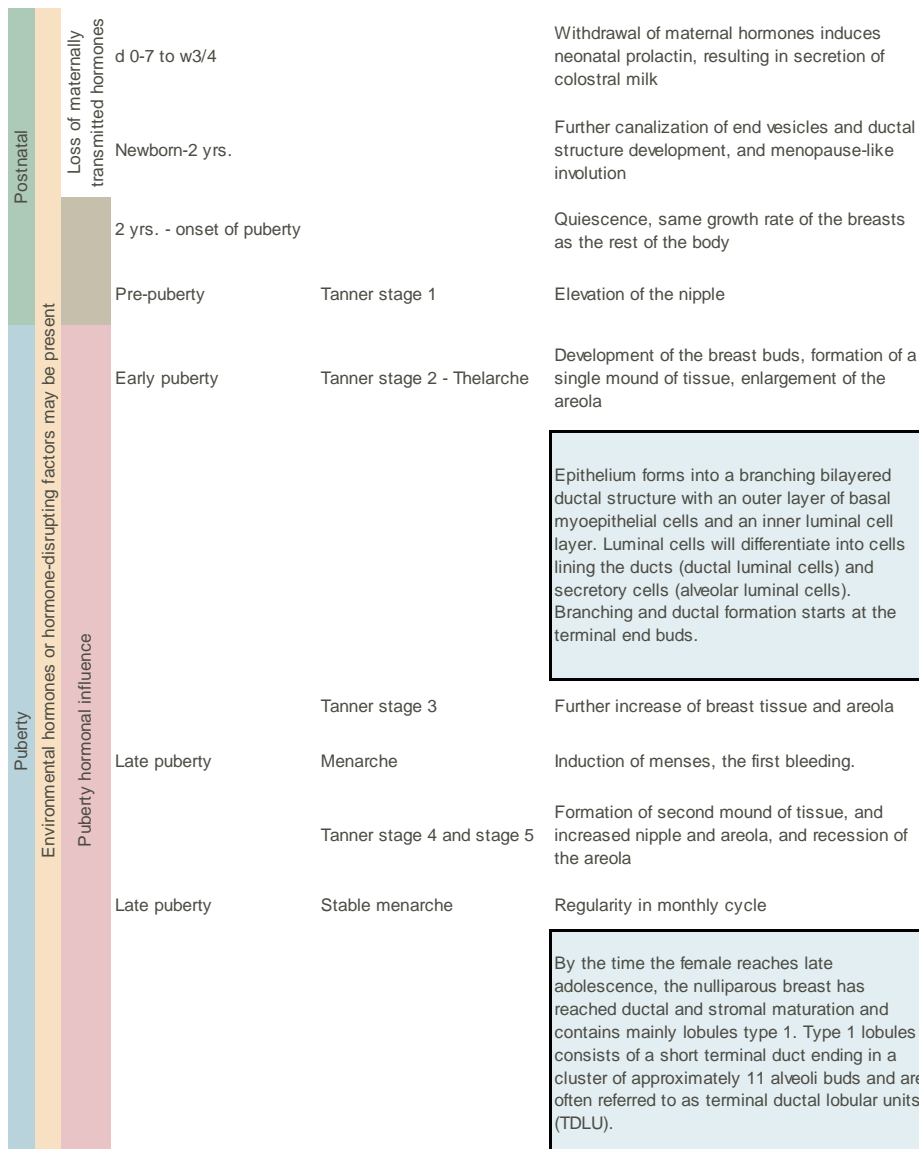 Postnatal
Puberty
Environmental hormones or hormone-disrupting factors may be present
Loss of maternally
transmitted hormones
Puberty hormonal influence
d 0-7 to w3/4
Withdrawal of maternal hormones induces
neonatal prolactin, resulting in secretion of
colostral milk
Newborn-2 yrs.
Further canalization of end vesicles and ductal
structure development, and menopause-like
involution
2 yrs. - onset of puberty
Quiescence, same growth rate of the breasts
as the rest of the body
Pre-puberty
Tanner stage 1
Elevation of the nipple
Early puberty
Tanner stage 2 - Thelarche
Development of the breast buds, formation of a
single mound of tissue, enlargement of the
areola
Epithelium forms into a branching bilayered
ductal structure with an outer layer of basal
myoepithelial cells and an inner luminal cell
layer. Luminal cells will differentiate into cells
lining the ducts (ductal luminal cells) and
secretory cells (alveolar luminal cells).
Branching and ductal formation starts at the
terminal end buds.
Tanner stage 3
Further increase of breast tissue and areola
Late puberty
Menarche
Induction of menses, the first bleeding.
Tanner stage 4 and stage 5
Formation of second mound of tissue, and
increased nipple and areola, and recession of
the areola
Late puberty
Stable menarche
Regularity in monthly cycle
By the time the female reaches late
adolescence, the nulliparous breast has
reached ductal and stromal maturation and
contains mainly lobules type 1. Type 1 lobules
consists of a short terminal duct ending in a
cluster of approximately 11 alveoli buds and are
often referred to as terminal ductal lobular units
(TDLU).